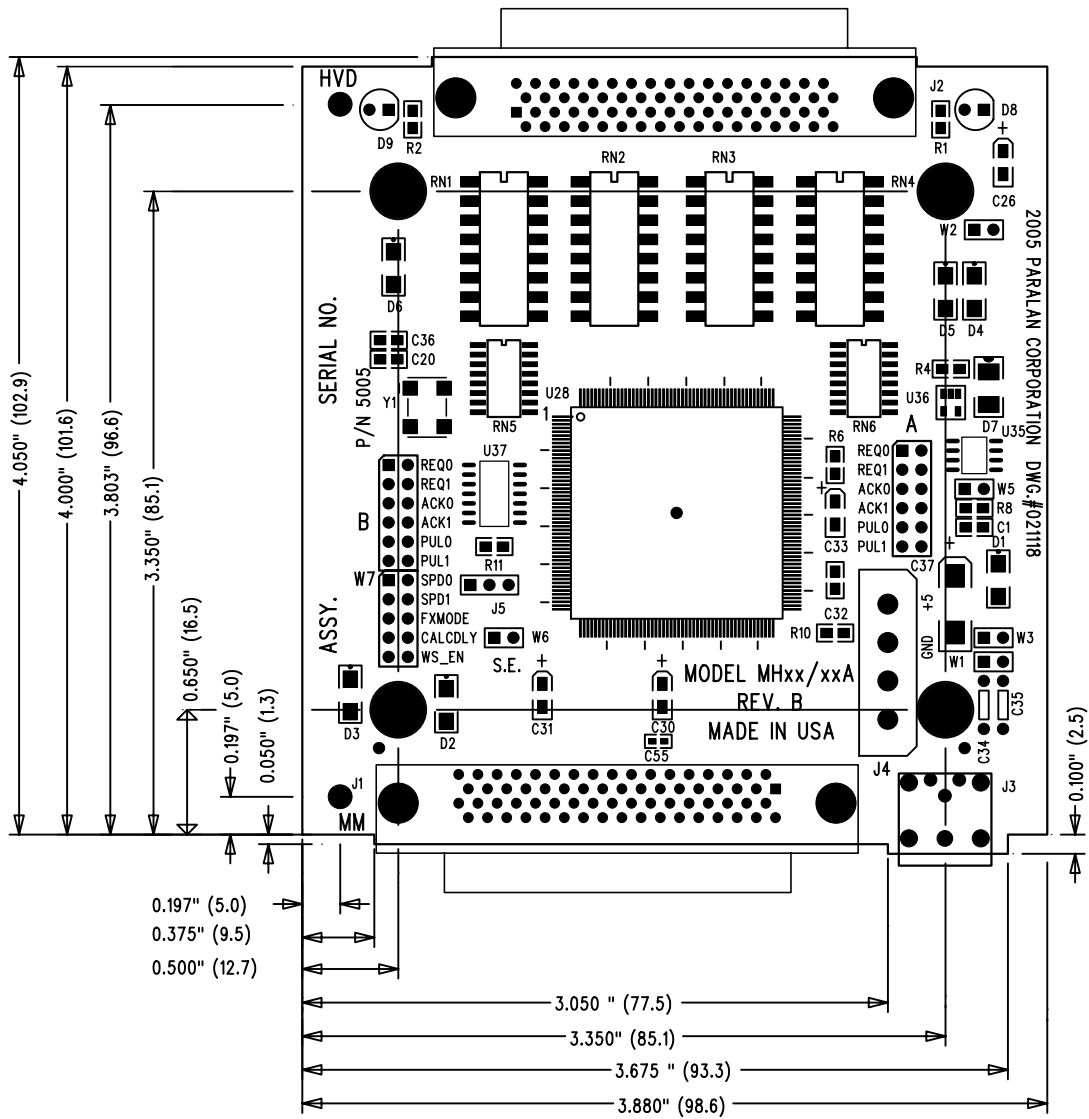 HVD
D9
R2
J2
D8
+
R1
C26
RN1
RN2
RN3
RN4
W2
2005 PARALAN CORPORATION DWG.#021118
D6
D5
D4
SERIAL NO.
P/N 5005
C36
C20
Y1
RN5
U28
1
RN6
R4
U36
D7
A
U35
U37
R6
REQ0
REQ1
ACK0
ACK1
PUL0
PUL1
B
REQ0
REQ1
ACK0
ACK1
PUL0
PUL1
+
C33
W5
R8
C1
D1
+
C37
R11
W7
SPD0
SPD1
FXMODE
CALCDLY
WS_EN
J5
ASSY.
W6
S.E.
C32
R10
+5
GND
W3
W1
MODEL MHxx/xxA
REV. B
MADE IN USA
+
C31
+
C30
C55
D3
D2
C35
C34
J1
MM
J4
J3
4.050" (102.9)
4.000" (101.6)
3.803" (96.6)
3.350" (85.1)
0.650" (16.5)
0.197" (5.0)
0.050" (1.3)
0.100" (2.5)
0.197" (5.0)
0.375" (9.5)
0.500" (12.7)
3.050 " (77.5)
3.350" (85.1)
3.675 " (93.3)
3.880" (98.6)